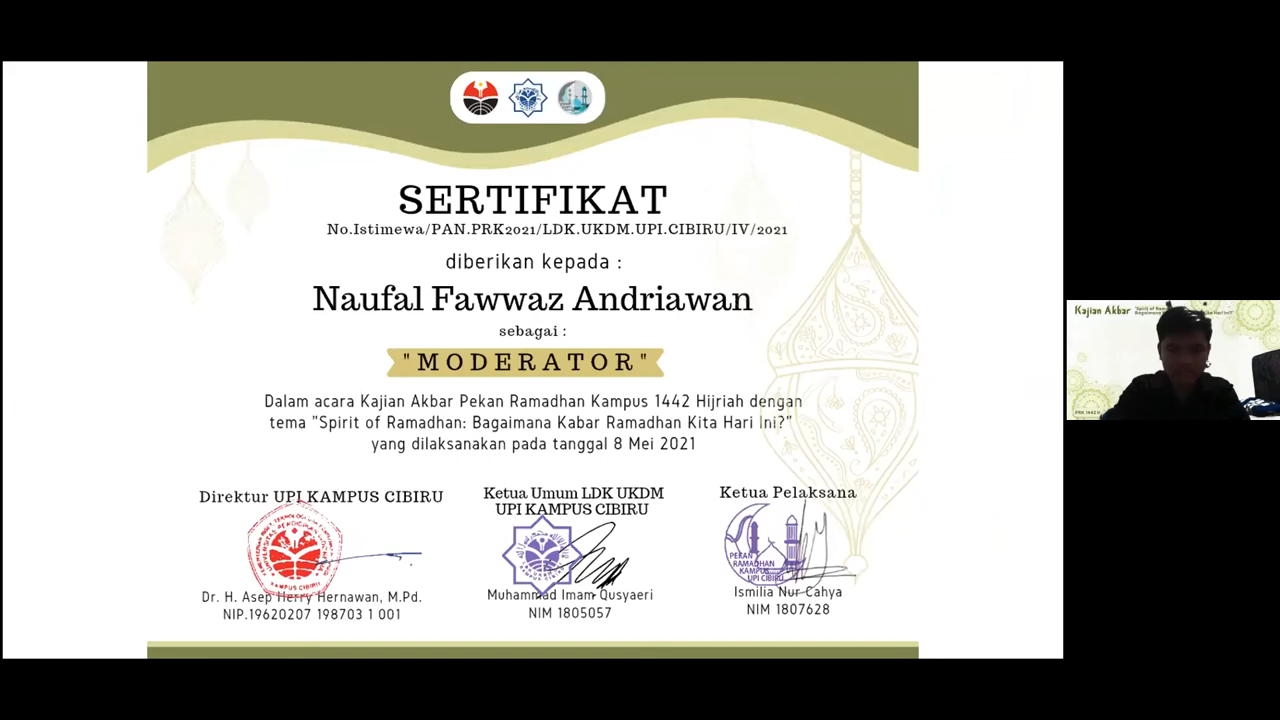 SERTIFIKAT
No.Istimewa/PAN.PRK2021/LDK.UKDM.UPI.CIBIRU/IV/2021
diberikan kepada :
Naufal Fawwaz Andriawan
sebagai :
"MODERATOR"
Dalam acara Kajian Akbar Pekan Ramadhan Kampus 1442 Hijriah dengan
tema "Spirit of Ramadhan: Bagaimana Kabar Ramadhan Kita Hari Ini?"
yang dilaksanakan pada tanggal 8 Mei 2021
Direktur UPI KAMPUS CIBIRU
Dr. H. Asep Herry Hernawan, M.Pd.
NIP.19620207 198703 1 001
Ketua Umum LDK UKDM
UPI KAMPUS CIBIRU
Muhammad Imam Qusyaeri
NIM 1805057
Ketua Pelaksana
PEKAN
RAMADHAN
KAMPUS
UPI CIBIRU
Ismilia Nur Cahya
NIM 1807628
Kajian Akbar
PRK 1442 H